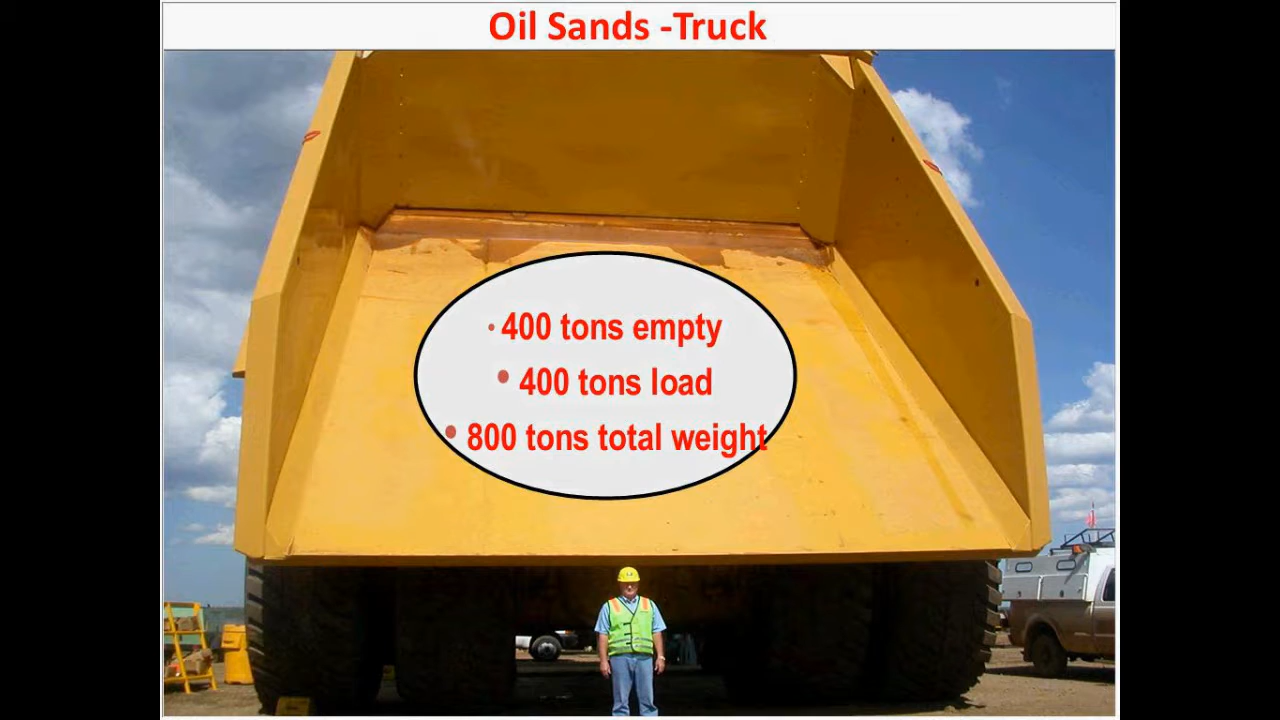 Oil Sands -Truck
• 400 tons empty
• 400 tons load
• 800 tons total weight